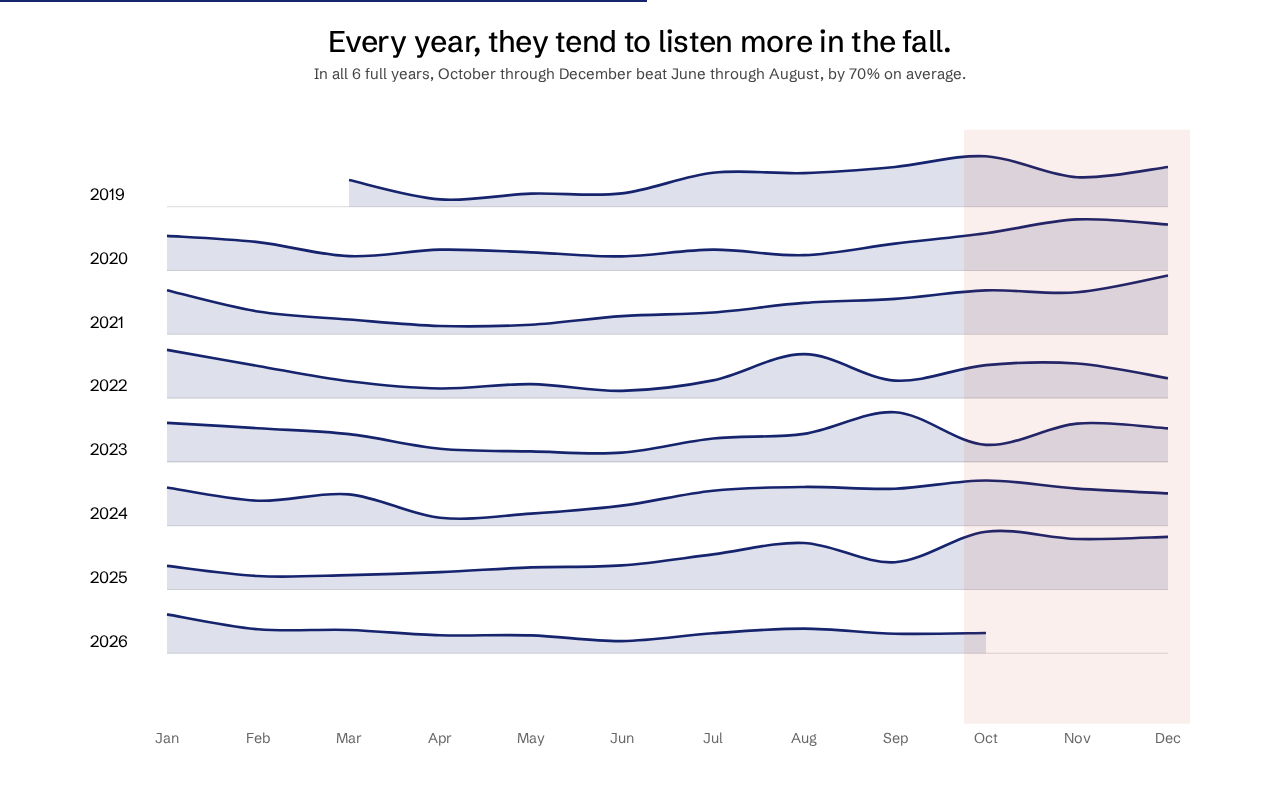 Every year, they tend to listen more in the fall.
In all 6 full years, October through December beat June through August, by 70% on average.
2019
2020
2021
2022
2023
2024
2025
2026
Jan Feb Mar Apr May Jun Jul Aug Sep Oct Nov Dec